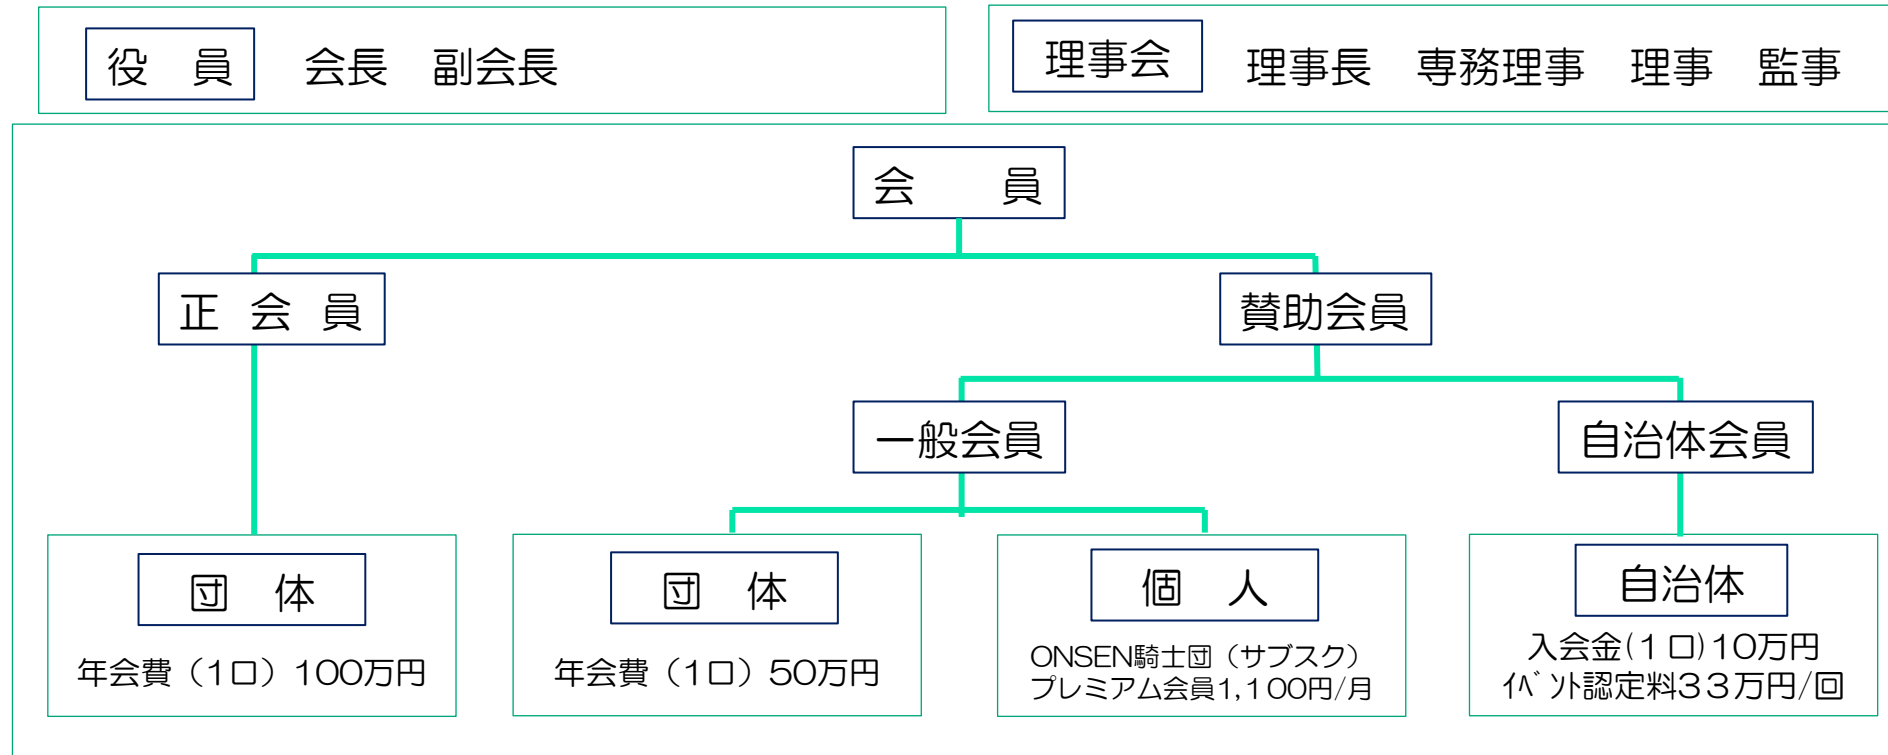 役　員　会長　副会長
理事会　理事長　専務理事　理事　監事
会　　員
正　会　員
賛助会員
一般会員
自治体会員
団　体
年会費（1口）100万円
団　体
年会費（1口）50万円
個　人
ONSEN騎士団（サブスク）
プレミアム会員1,100円/月
自治体
入会金(１口)10万円
ｲﾍﾞﾝﾄ認定料３３万円/回